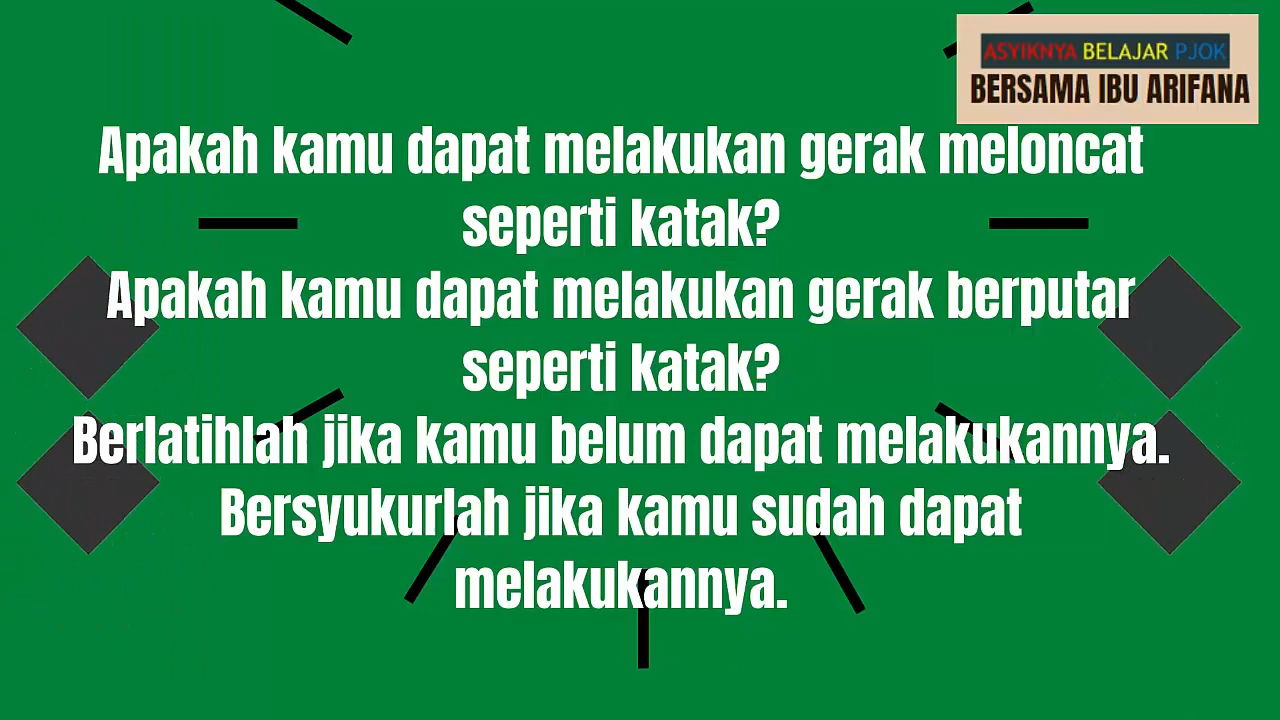 ASYIKNYA BELAJAR PJOK
BERSAMA IBU ARIFANA
Apakah kamu dapat melakukan gerak meloncat
seperti katak?
Apakah kamu dapat melakukan gerak berputar
seperti katak?
Berlatihlah jika kamu belum dapat melakukannya.
Bersyukurlah jika kamu sudah dapat
melakukannya.